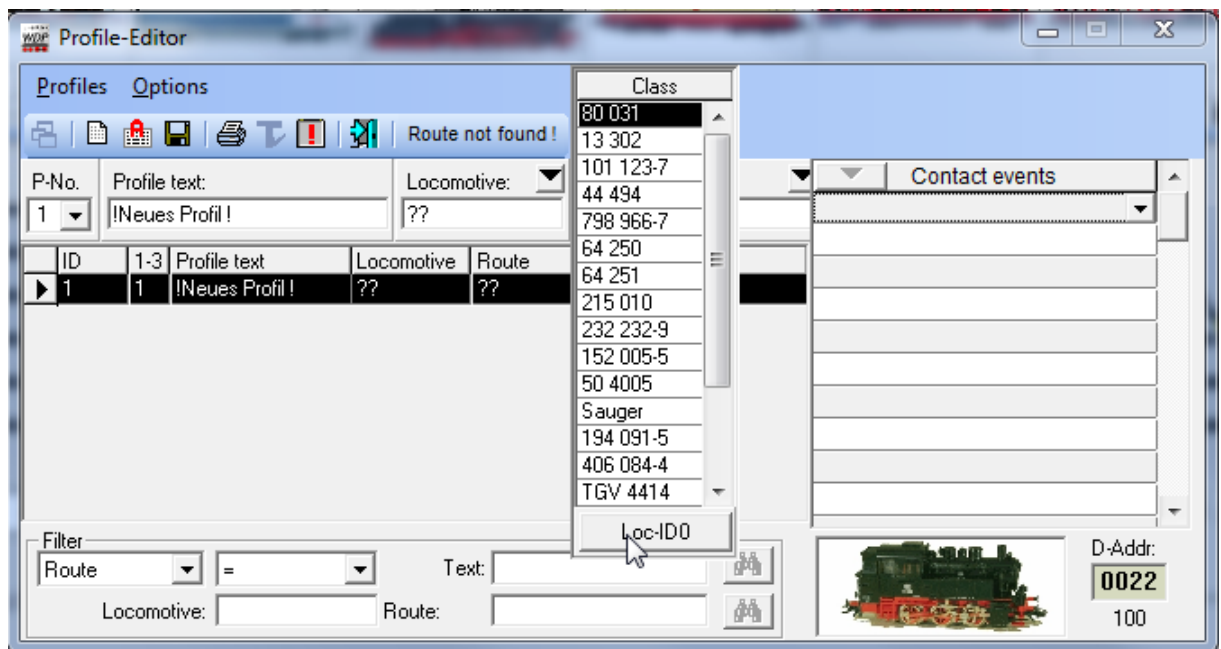 WDP Profile-Editor
Profiles Options
Route not found !
P-No. Profile text: Locomotive:
1 !Neues Profil ! ??
ID 1-3 Profile text Locomotive Route
1 1 !Neues Profil ! ?? ??
Class
80 031
13 302
101 123-7
44 494
798 966-7
64 250
64 251
215 010
232 232-9
152 005-5
50 4005
Sauger
194 091-5
406 084-4
TGV 4414
Loc-ID0
Contact events
Filter
Route = Text:
Locomotive: Route:
D-Addr:
0022
100